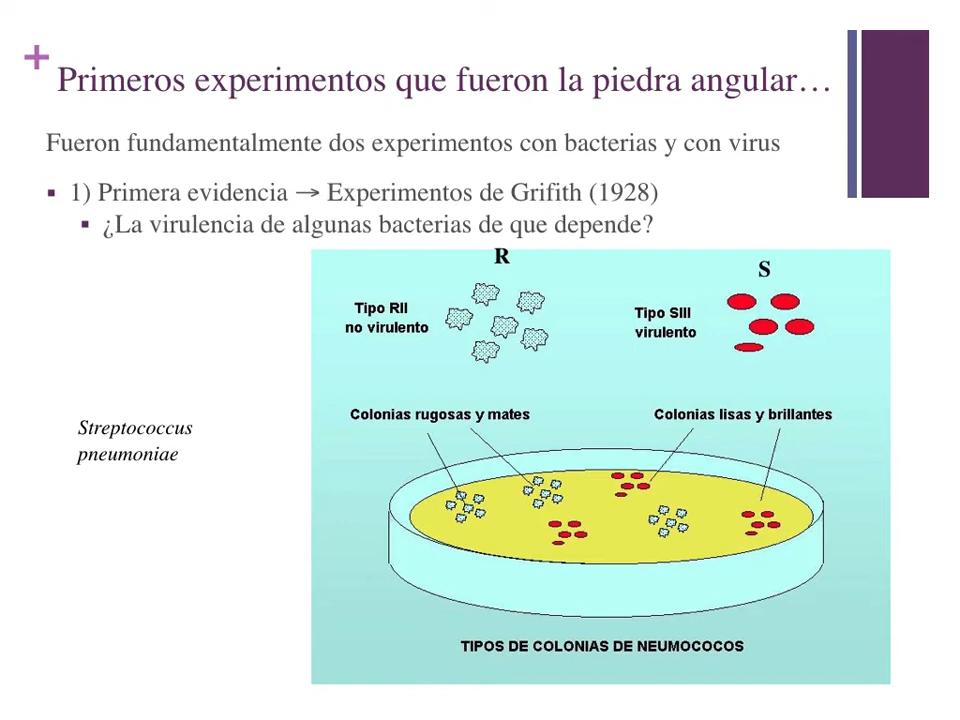 +
Primeros experimentos que fueron la piedra angular…
Fueron fundamentalmente dos experimentos con bacterias y con virus
▪ 1) Primera evidencia → Experimentos de Grifith (1928)
▪ ¿La virulencia de algunas bacterias de que depende?
R
S
Tipo RII
no virulento
Tipo SIII
virulento
Colonias rugosas y mates
Colonias lisas y brillantes
Streptococcus
pneumoniae
TIPOS DE COLONIAS DE NEUMOCOCOS